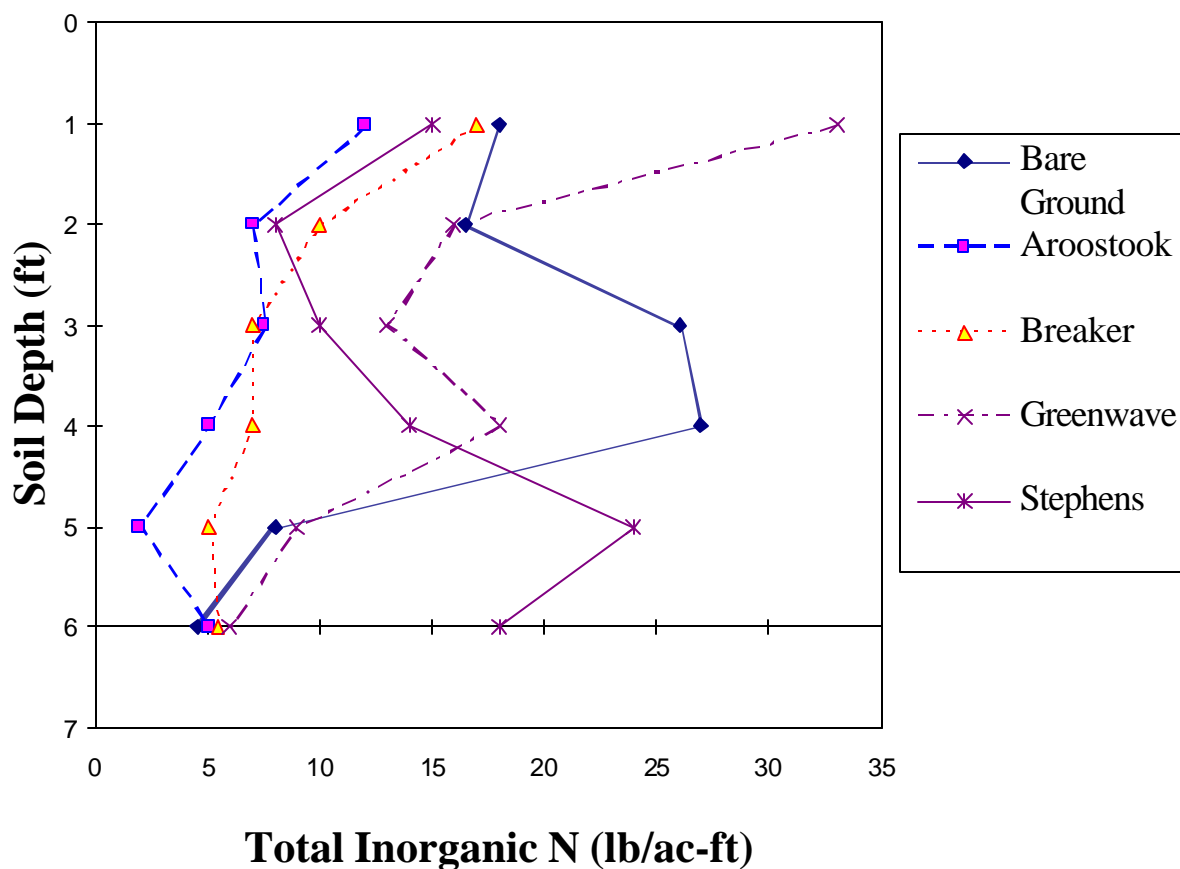 0
1
2
3
4
5
6
7
Soil Depth (ft)
0 5 10 15 20 25 30 35
Total Inorganic N (lb/ac-ft)
Bare
Ground
Aroostook
Breaker
Greenwave
Stephens